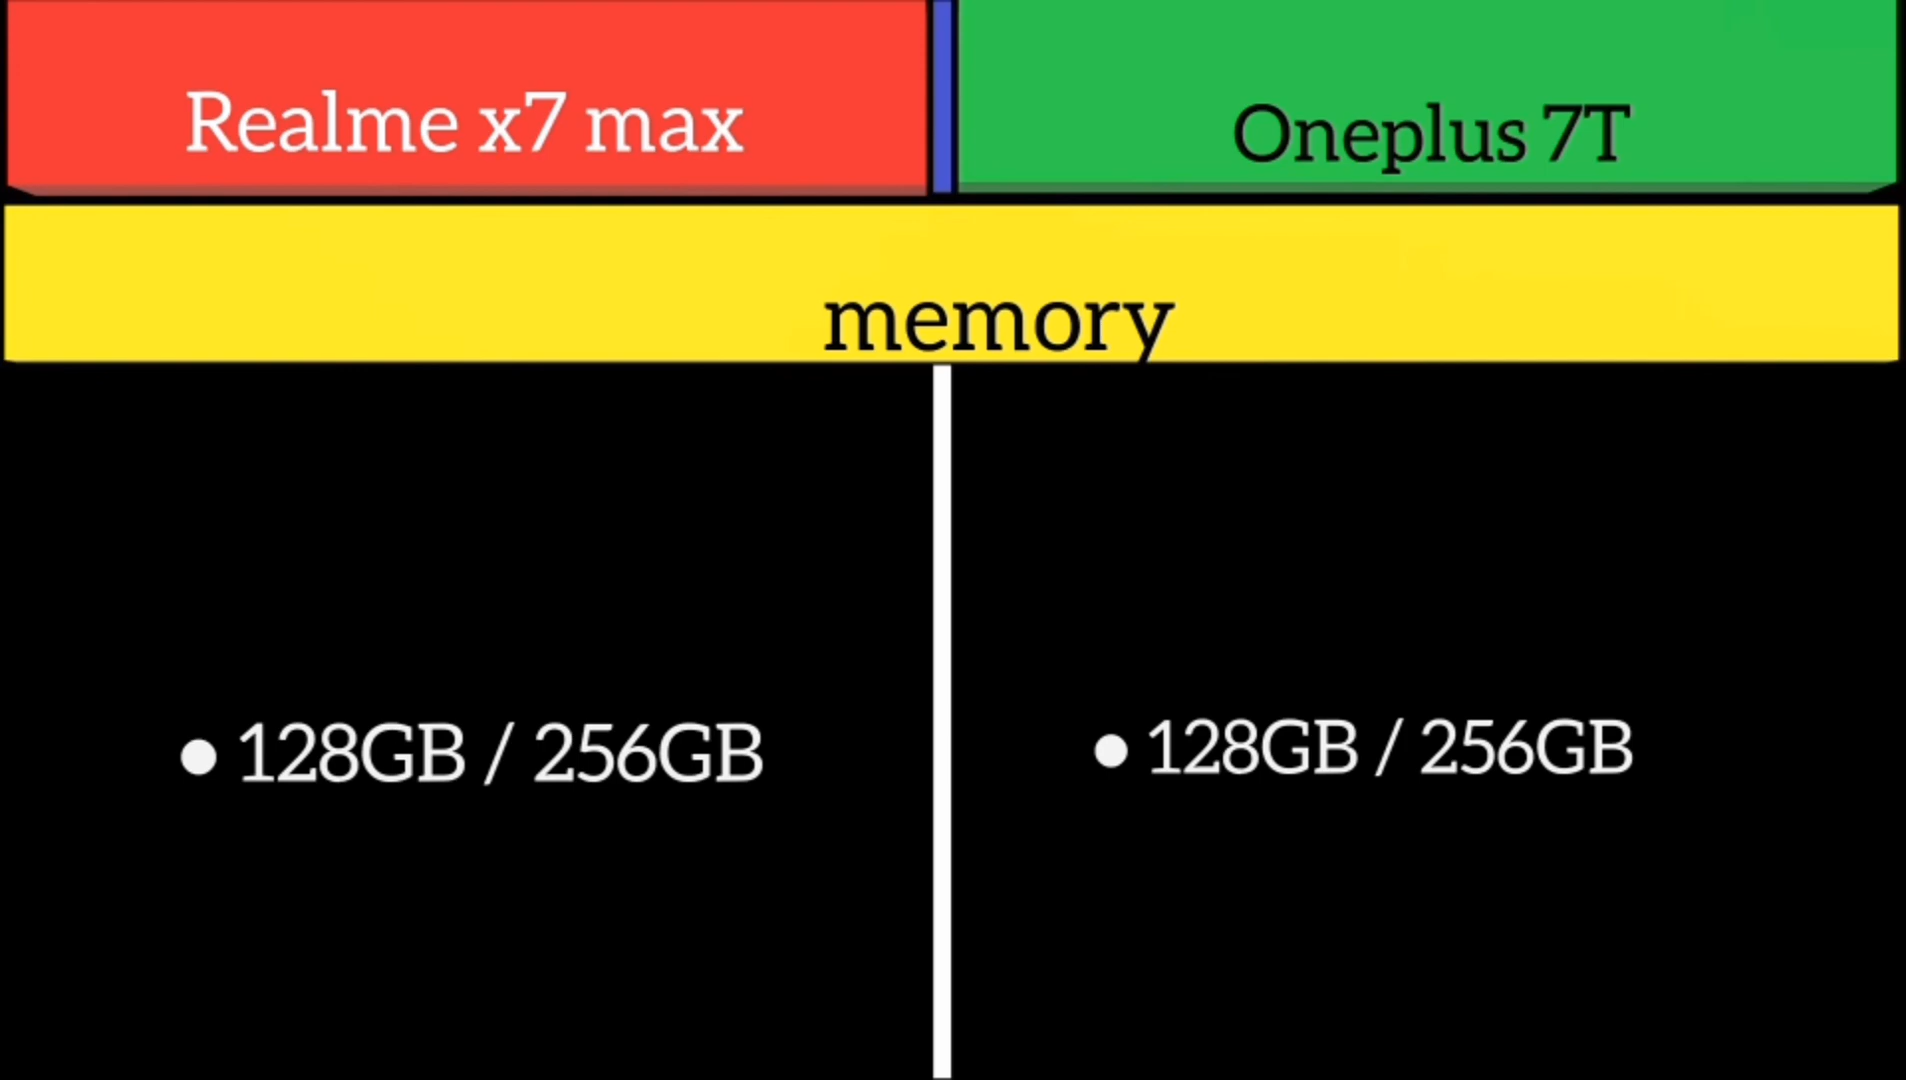 Realme x7 max
Oneplus 7T
memory
● 128GB / 256GB
● 128GB / 256GB